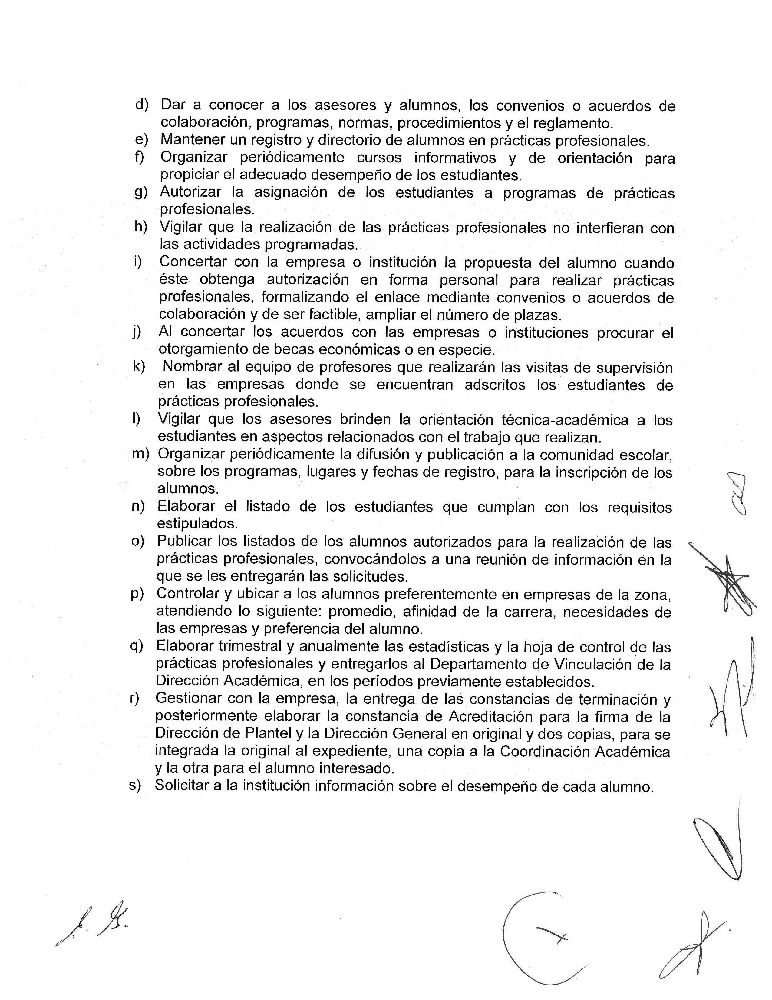 d) Dar a conocer a los asesores y alumnos, los convenios o acuerdos de
colaboración, programas, normas, procedimientos y el reglamento.
e) Mantener un registro y directorio de alumnos en prácticas profesionales.
f) Organizar periódicamente cursos informativos y de orientación para
propiciar el adecuado desempeño de los estudiantes.
g) Autorizar la asignación de los estudiantes a programas de prácticas
profesionales.
h) Vigilar que la realización de las prácticas profesionales no interfieran con
las actividades programadas.
i) Concertar con la empresa o institución la propuesta del alumno cuando
éste obtenga autorización en forma personal para realizar prácticas
profesionales, formalizando el enlace mediante convenios o acuerdos de
colaboración y de ser factible, ampliar el número de plazas.
j) Al concertar los acuerdos con las empresas o instituciones procurar el
otorgamiento de becas económicas o en especie.
k) Nombrar al equipo de profesores que realizarán las visitas de supervisión
en las empresas donde se encuentran adscritos los estudiantes de
prácticas profesionales.
l) Vigilar que los asesores brinden la orientación técnica-académica a los
estudiantes en aspectos relacionados con el trabajo que realizan.
m) Organizar periódicamente la difusión y publicación a la comunidad escolar,
sobre los programas, lugares y fechas de registro, para la inscripción de los
alumnos.
n) Elaborar el listado de los estudiantes que cumplan con los requisitos
estipulados.
o) Publicar los listados de los alumnos autorizados para la realización de las
prácticas profesionales, convocándolos a una reunión de información en la
que se les entregarán las solicitudes.
p) Controlar y ubicar a los alumnos preferentemente en empresas de la zona,
atendiendo lo siguiente: promedio, afinidad de la carrera, necesidades de
las empresas y preferencia del alumno.
q) Elaborar trimestral y anualmente las estadísticas y la hoja de control de las
prácticas profesionales y entregarlos al Departamento de Vinculación de la
Dirección Académica, en los períodos previamente establecidos.
r) Gestionar con la empresa, la entrega de las constancias de terminación y
posteriormente elaborar la constancia de Acreditación para la firma de la
Dirección de Plantel y la Dirección General en original y dos copias, para se
integrada la original al expediente, una copia a la Coordinación Académica
y la otra para el alumno interesado.
s) Solicitar a la institución información sobre el desempeño de cada alumno.